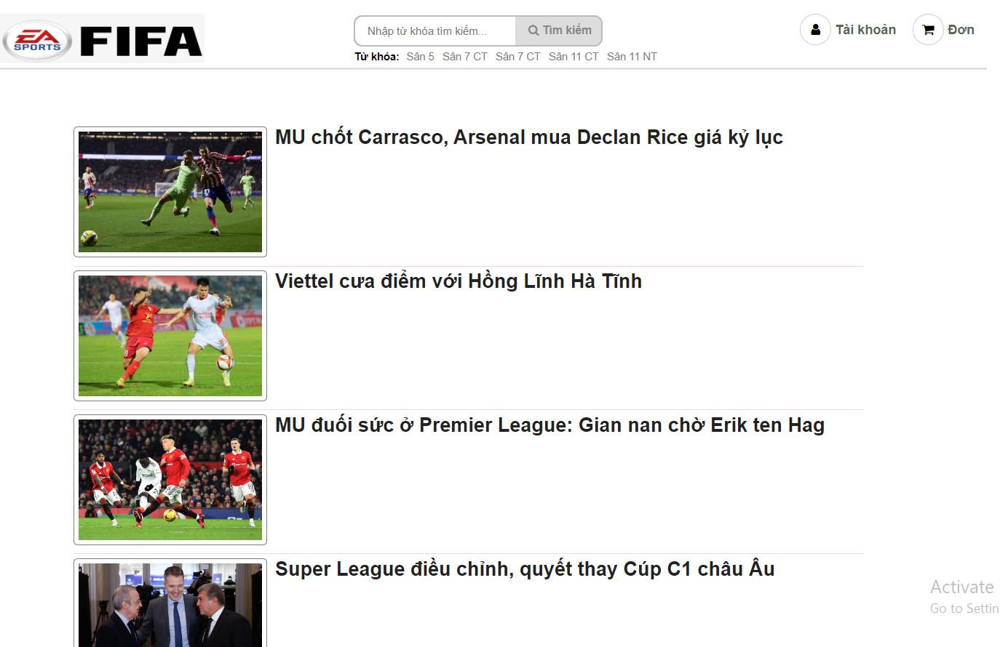 EA
SPORTS
FIFA
Nhập từ khóa tìm kiếm...
Tìm kiếm
Tài khoản
Đơn
Từ khóa: Sân 5 Sân 7 CT Sân 7 CT Sân 11 CT Sân 11 NT
MU chốt Carrasco, Arsenal mua Declan Rice giá kỷ lục
Viettel cưa điểm với Hồng Lĩnh Hà Tĩnh
MU đuối sức ở Premier League: Gian nan chờ Erik ten Hag
Super League điều chỉnh, quyết thay Cúp C1 châu Âu
Activate
Go to Settin